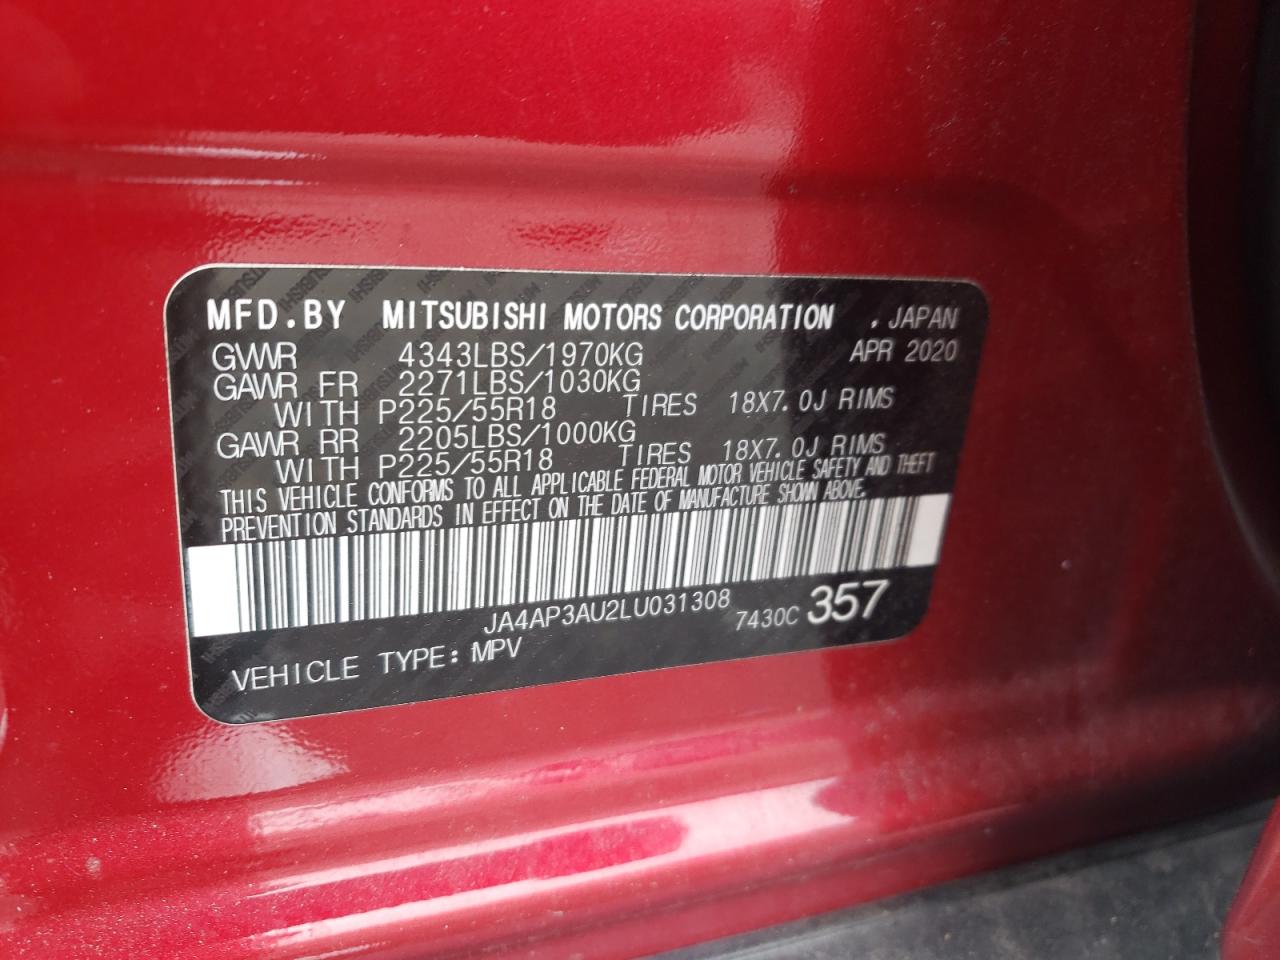 MFD.BY MITSUBISHI MOTORS CORPORATION , JAPAN
GVWR 4343LBS/1970KG APR 2020
GAWR FR 2271LBS/1030KG
WITH P225/55R18 TIRES 18X7.0J RIMS
GAWR RR 2205LBS/1000KG
WITH P225/55R18 TIRES 18X7.0J RIMS
THIS VEHICLE CONFORMS TO ALL APPLICABLE FEDERAL MOTOR VEHICLE SAFETY AND THEFT
PREVENTION STANDARDS IN EFFECT ON THE DATE OF MANUFACTURE SHOWN ABOVE.
JA4AP3AU2LU031308 7430C 357
VEHICLE TYPE: MPV